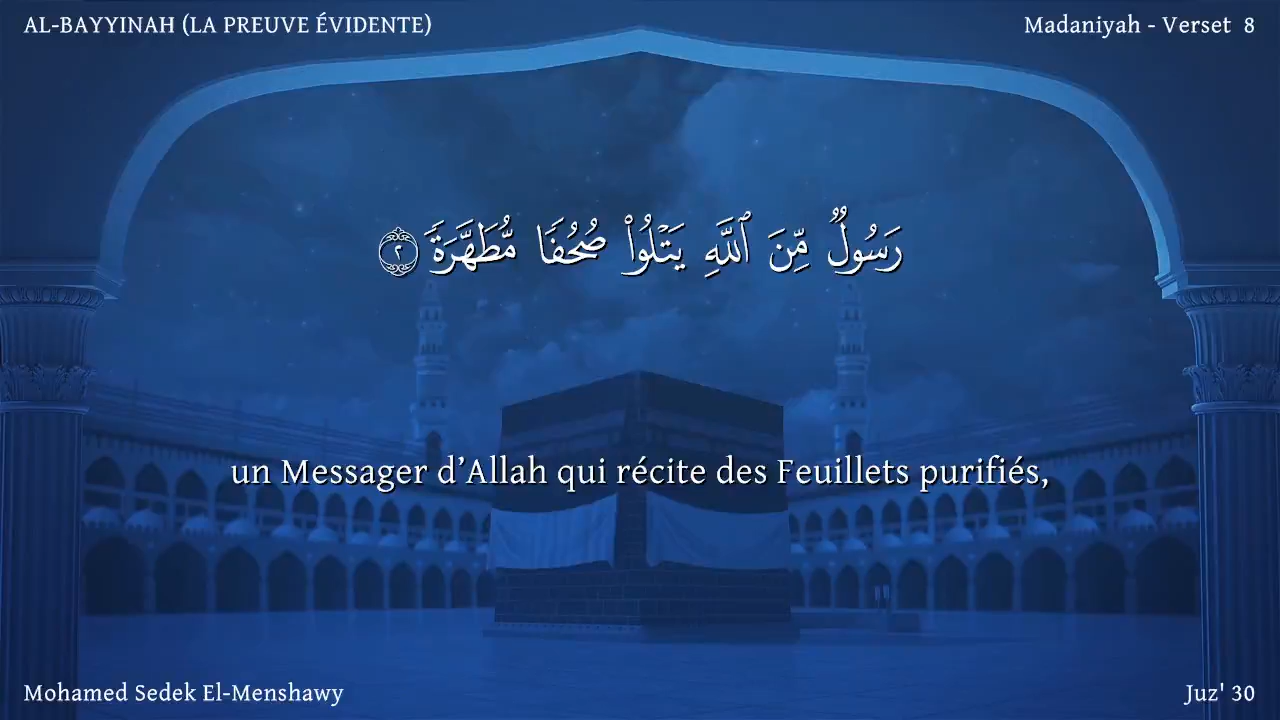 AL-BAYYINAH (LA PREUVE ÉVIDENTE)
Madaniyah - Verset 8
رَسُولٌ مِّنَ ٱللَّهِ يَتْلُوا۟ صُحُفًا مُّطَهَّرَةً ٢
un Messager d’Allah qui récite des Feuillets purifiés,
Mohamed Sedek El-Menshawy
Juz' 30